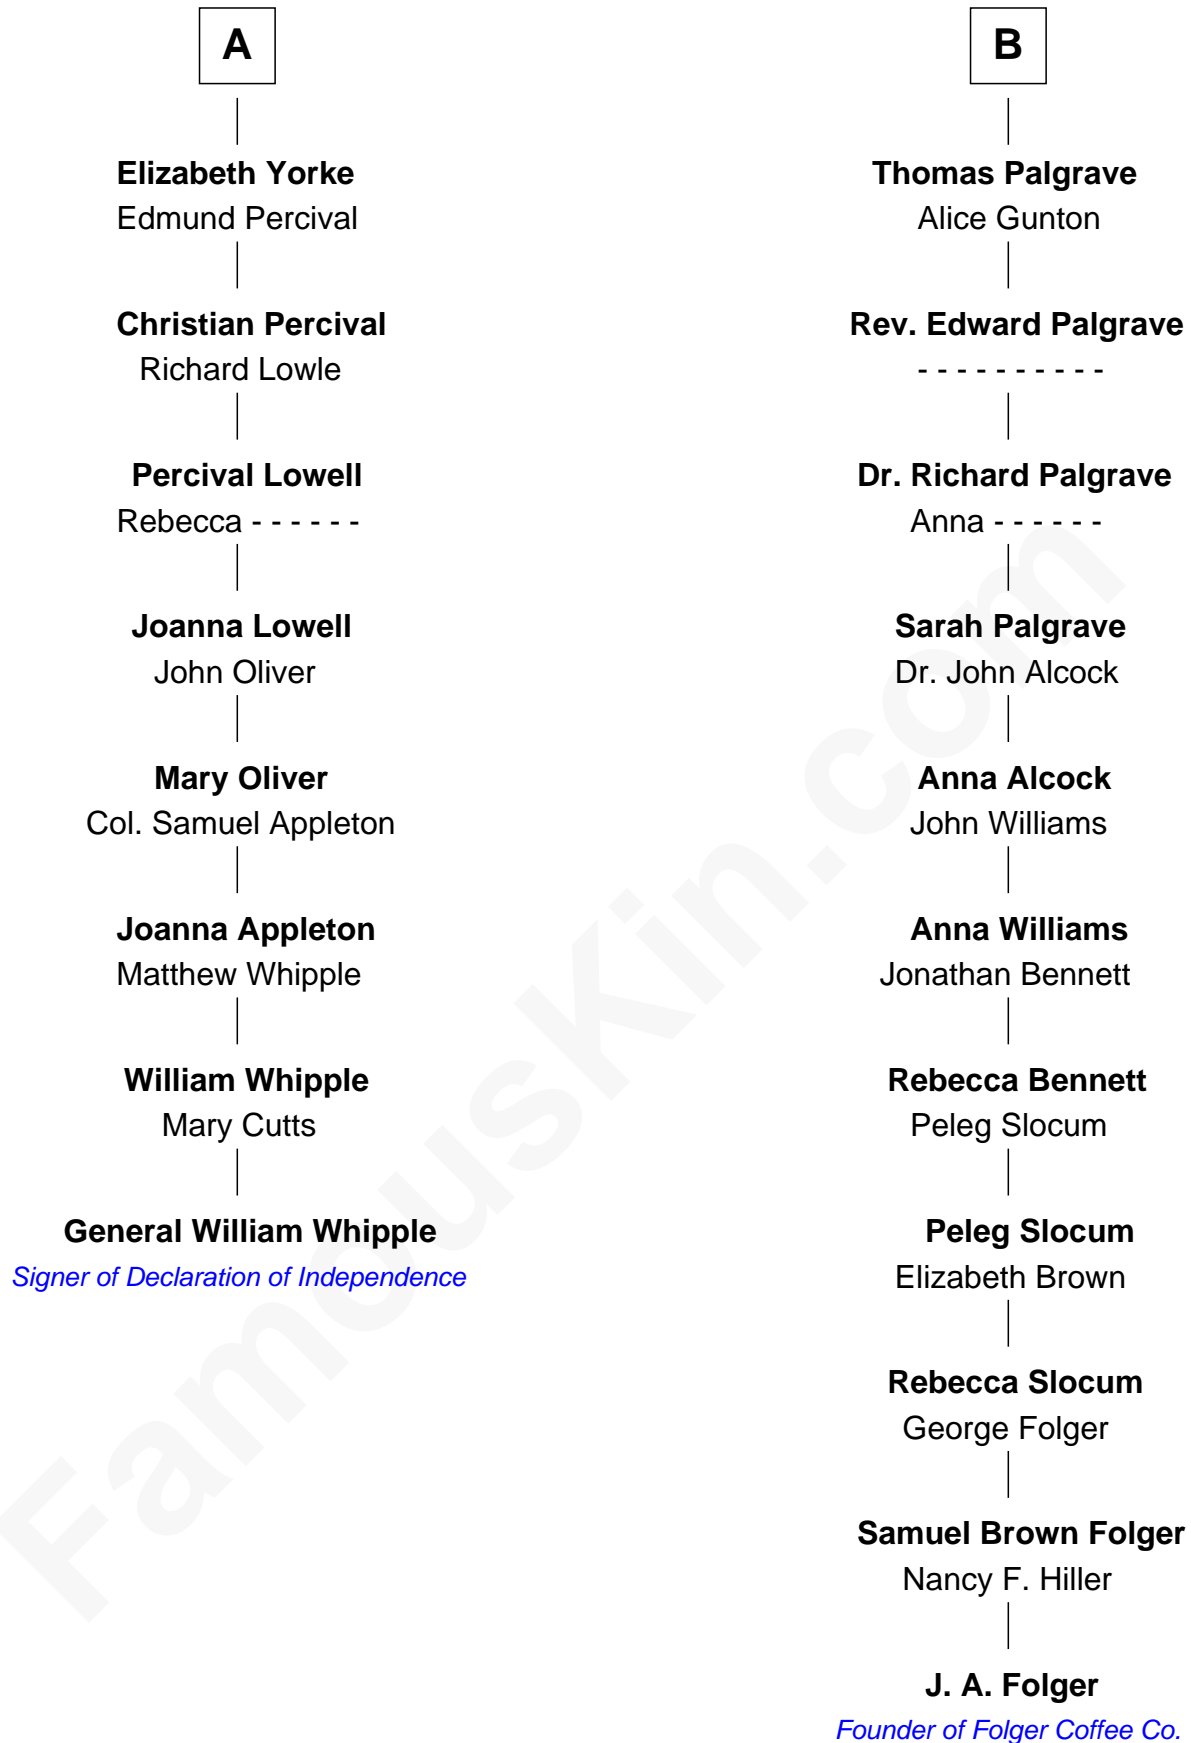 A
Elizabeth Yorke
Edmund Percival
Christian Percival
Richard Lowle
Percival Lowell
Rebecca - - - - - -
Joanna Lowell
John Oliver
Mary Oliver
Col. Samuel Appleton
Joanna Appleton
Matthew Whipple
William Whipple
Mary Cutts
General William Whipple
Signer of Declaration of Independence
B
Thomas Palgrave
Alice Gunton
Rev. Edward Palgrave
- - - - - - - - - -
Dr. Richard Palgrave
Anna - - - - - -
Sarah Palgrave
Dr. John Alcock
Anna Alcock
John Williams
Anna Williams
Jonathan Bennett
Rebecca Bennett
Peleg Slocum
Peleg Slocum
Elizabeth Brown
Rebecca Slocum
George Folger
Samuel Brown Folger
Nancy F. Hiller
J. A. Folger
Founder of Folger Coffee Co.
FamousKin.com